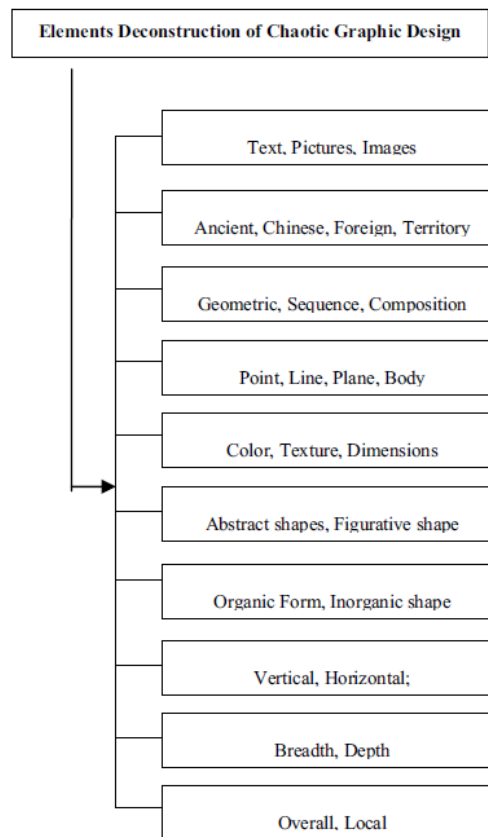 Elements Deconstruction of Chaotic Graphic Design
Text, Pictures, Images
Ancient, Chinese, Foreign, Territory
Geometric, Sequence, Composition
Point, Line, Plane, Body
Color, Texture, Dimensions
Abstract shapes, Figurative shape
Organic Form, Inorganic shape
Vertical, Horizontal;
Breadth, Depth
Overall, Local